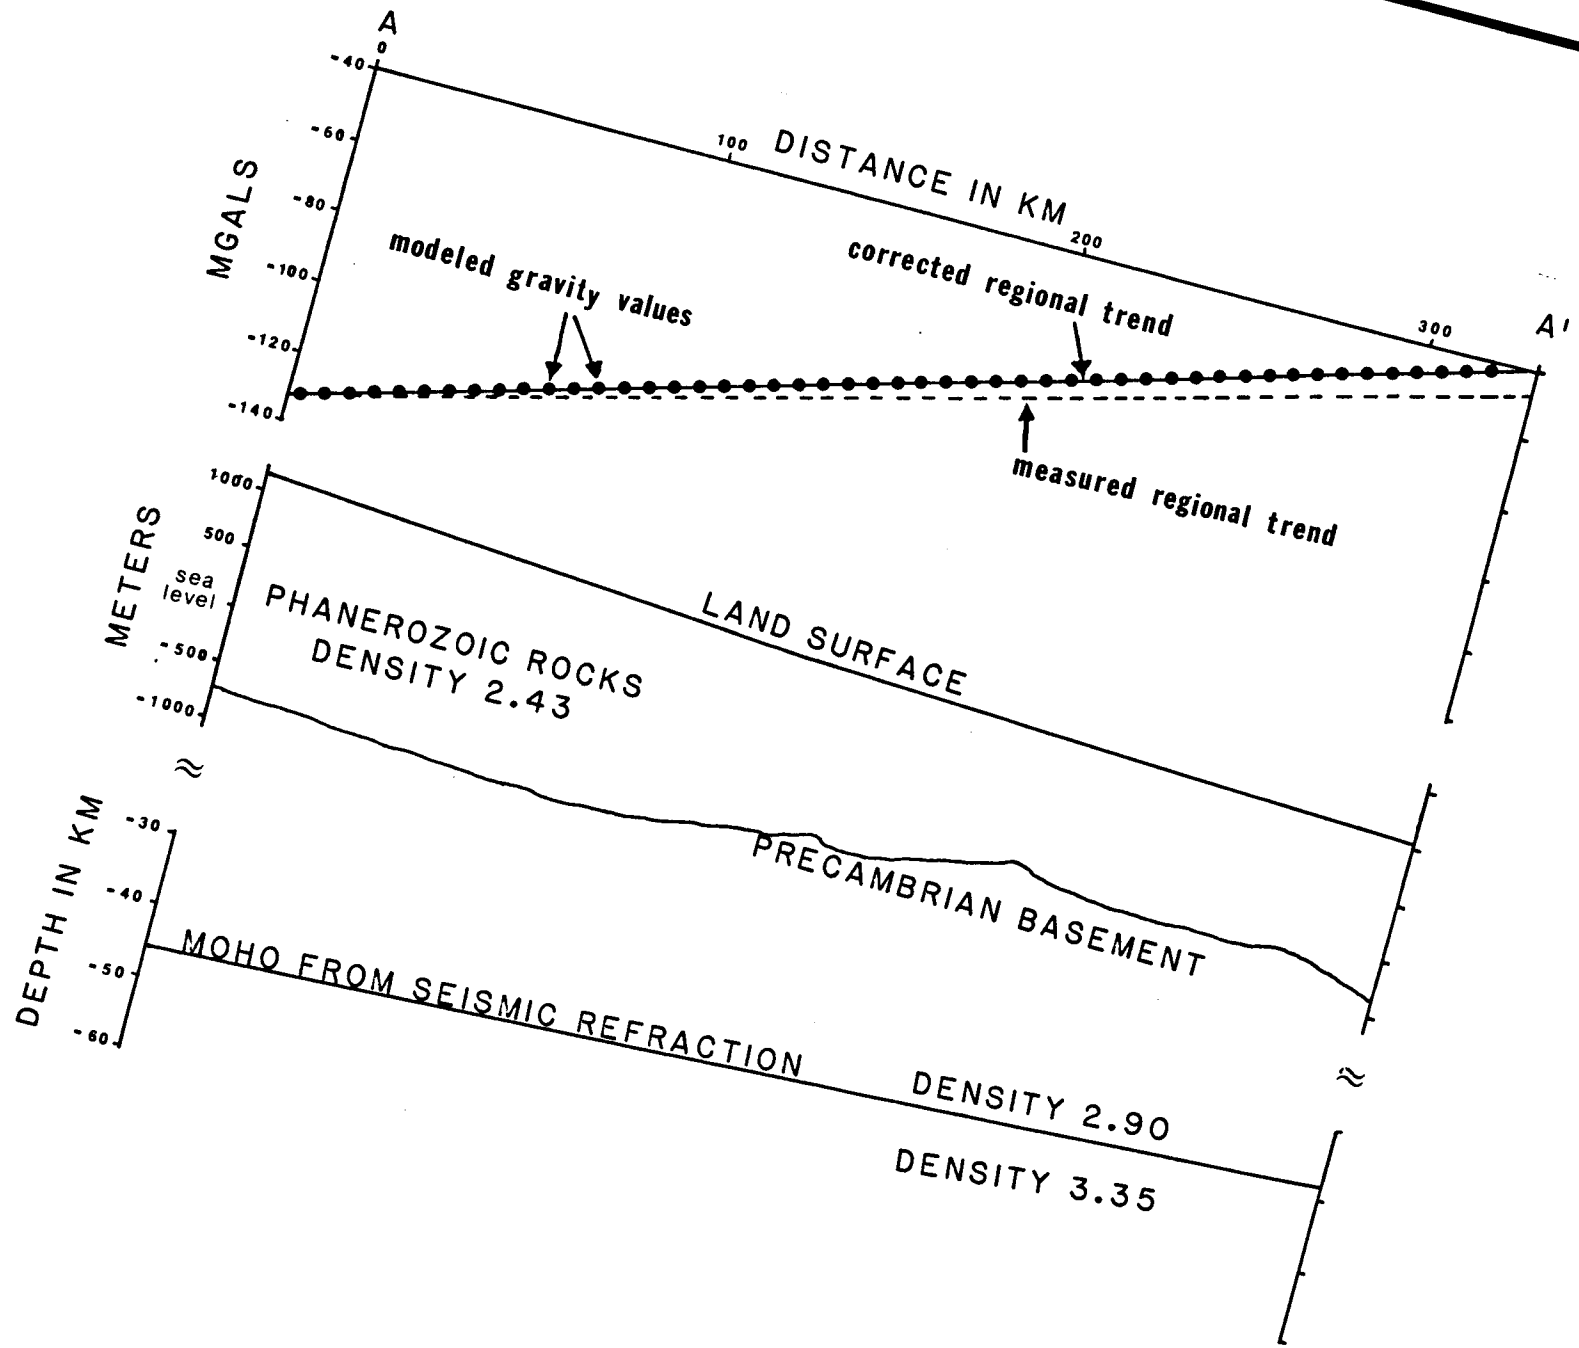 A
0
-40
-60
-80
-100
-120
-140
MGALS
100
DISTANCE IN KM
200
300
A'
modeled gravity values
corrected regional trend
measured regional trend
1000
500
sea
level
-500
-1000
METERS
LAND SURFACE
PHANEROZOIC ROCKS
DENSITY 2.43
PRECAMBRIAN BASEMENT
≈
≈
-30
-40
-50
-60
DEPTH IN KM
MOHO FROM SEISMIC REFRACTION
DENSITY 2.90
DENSITY 3.35